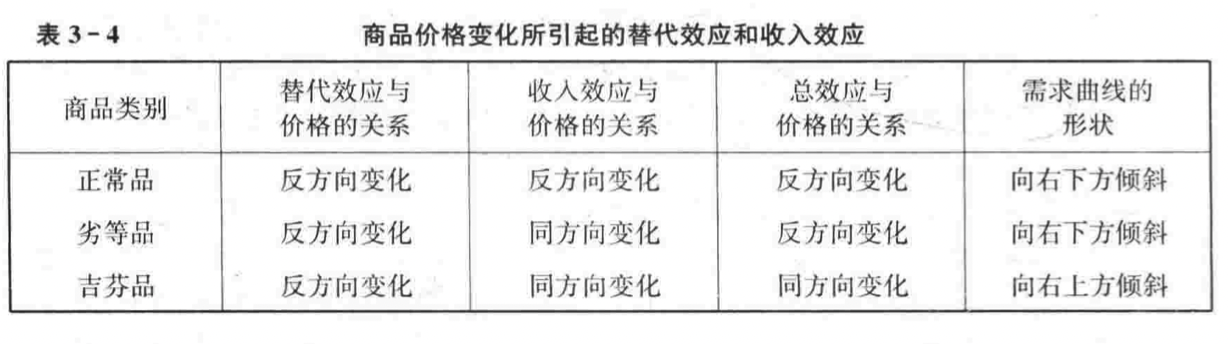 表 3-4 商品价格变化所引起的替代效应和收入效应
商品类别 替代效应与价格的关系 收入效应与价格的关系 总效应与价格的关系 需求曲线的形状
正常品 反方向变化 反方向变化 反方向变化 向右下方倾斜
劣等品 反方向变化 同方向变化 反方向变化 向右下方倾斜
吉芬品 反方向变化 同方向变化 同方向变化 向右上方倾斜